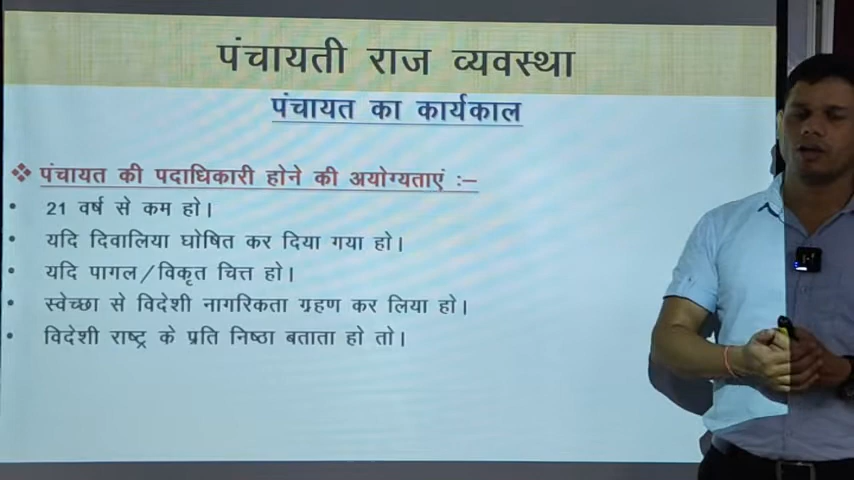 पंचायती राज व्यवस्था
पंचायत का कार्यकाल
❖ पंचायत की पदाधिकारी होने की अयोग्यताएं :–
• 21 वर्ष से कम हो।
• यदि दिवालिया घोषित कर दिया गया हो।
• यदि पागल/विकृत चित्त हो।
• स्वेच्छा से विदेशी नागरिकता ग्रहण कर लिया हो।
• विदेशी राष्ट्र के प्रति निष्ठा बताता हो तो।